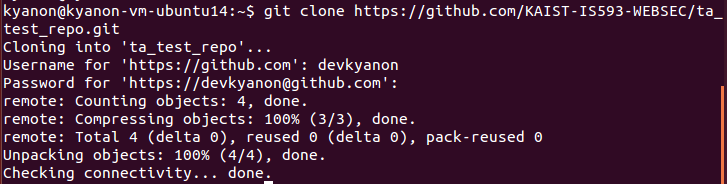 kyanon@kyanon-vm-ubuntu14:~$ git clone https://github.com/KAIST-IS593-WEBSEC/ta_
test_repo.git
Cloning into 'ta_test_repo'...
Username for 'https://github.com': devkyanon
Password for 'https://devkyanon@github.com':
remote: Counting objects: 4, done.
remote: Compressing objects: 100% (3/3), done.
remote: Total 4 (delta 0), reused 0 (delta 0), pack-reused 0
Unpacking objects: 100% (4/4), done.
Checking connectivity... done.